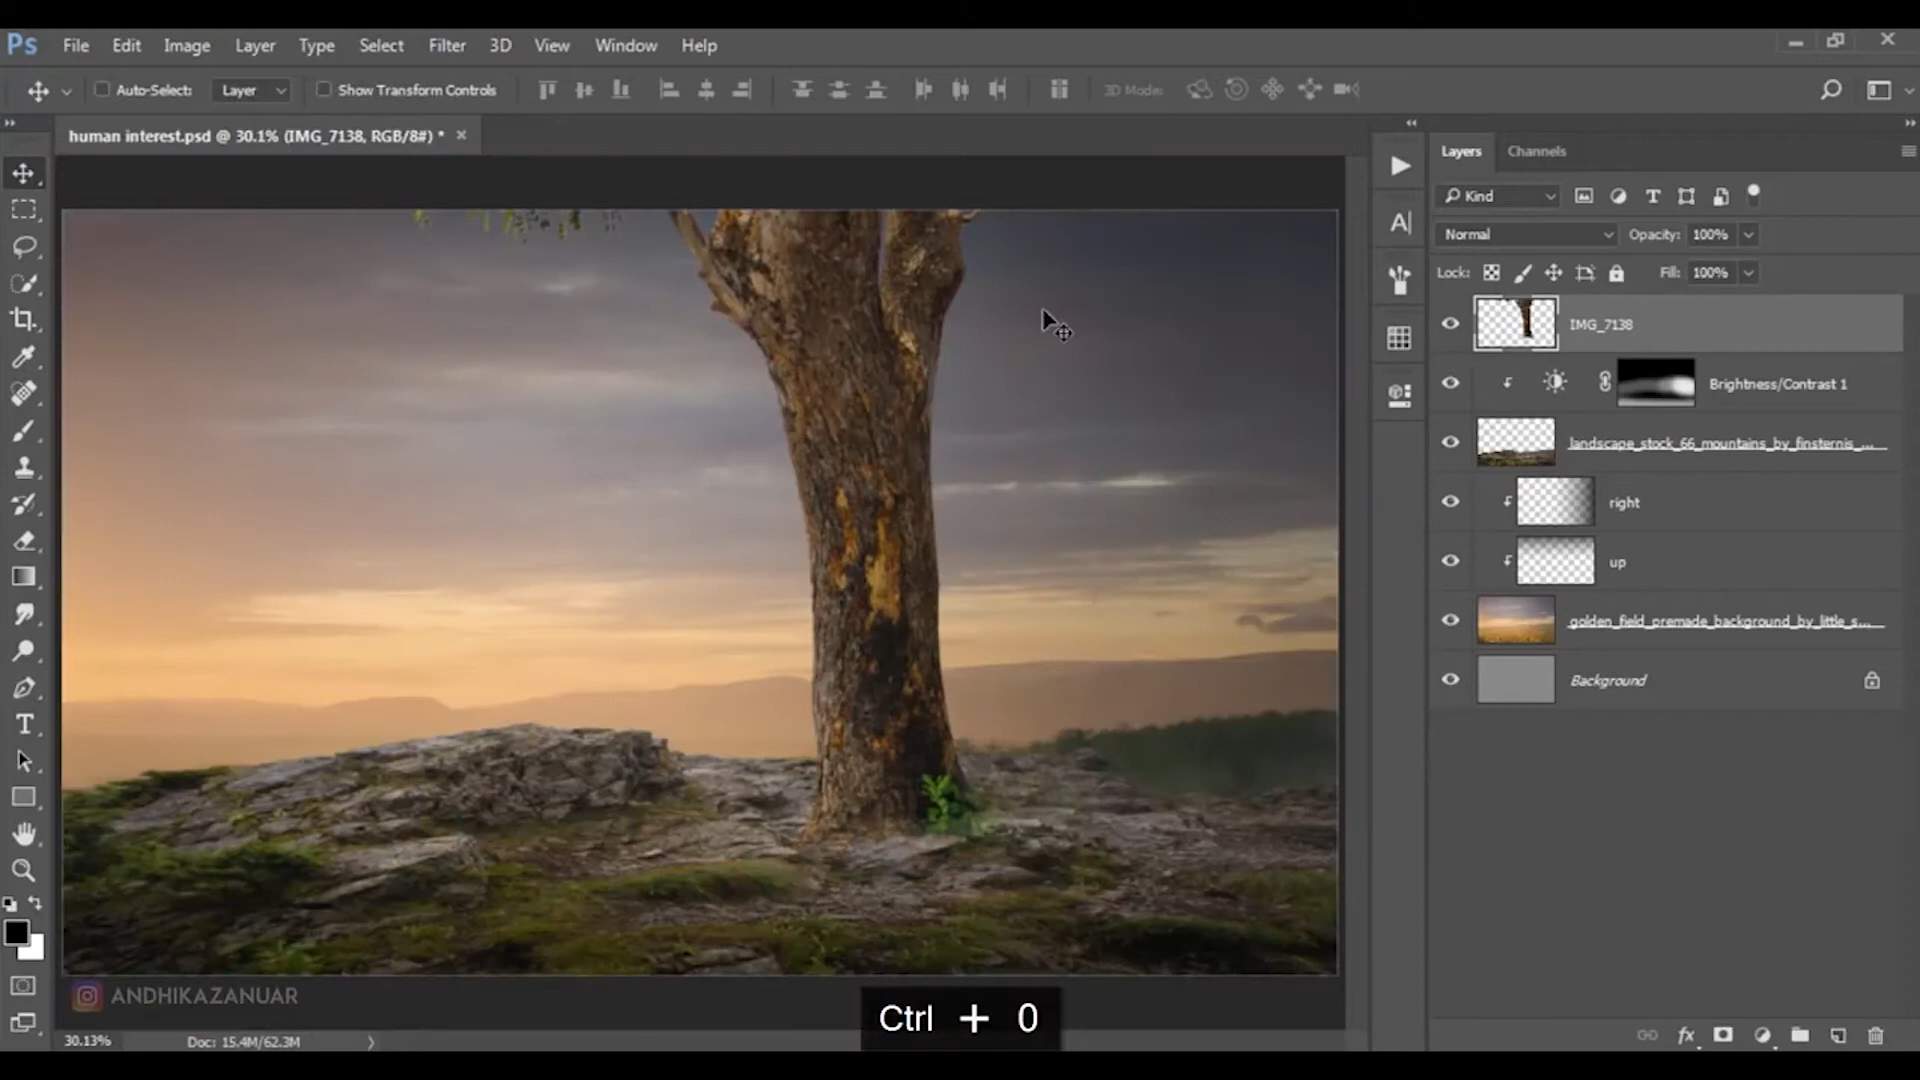 Ps File Edit Image Layer Type Select Filter 3D View Window Help
Auto-Select: Layer Show Transform Controls 3D Mode:
human interest.psd @ 30.1% (IMG_7138, RGB/8#) * ×
Layers Channels
Kind
Normal Opacity: 100%
Lock: Fill: 100%
IMG_7138
Brightness/Contrast 1
landscape_stock_66_mountains_by_finsternis_...
right
up
golden_field_premade_background_by_little_s...
Background
ANDHIKAZANUAR
Ctrl + 0
30.13% Doc: 15.4M/62.3M